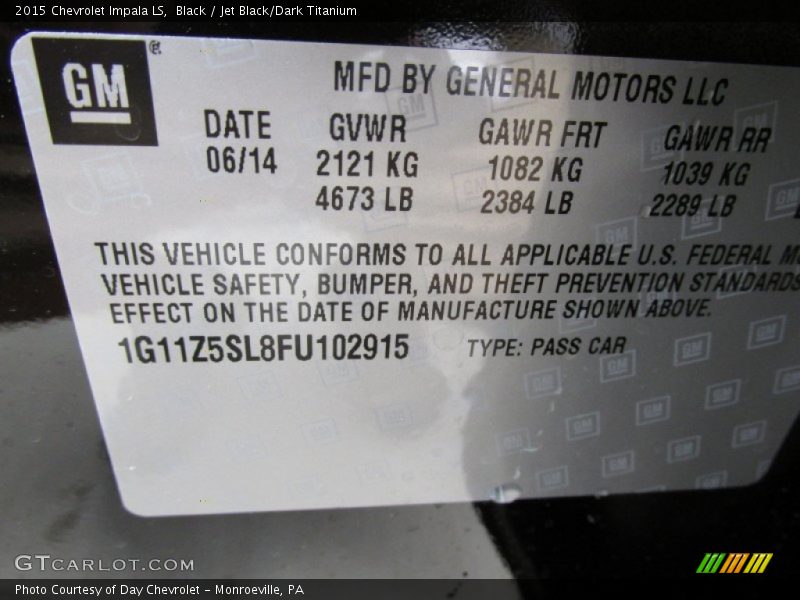 2015 Chevrolet Impala LS, Black / Jet Black/Dark Titanium
GM®
MFD BY GENERAL MOTORS LLC
DATE GVWR GAWR FRT GAWR RR
06/14 2121 KG 1082 KG 1039 KG
4673 LB 2384 LB 2289 LB
THIS VEHICLE CONFORMS TO ALL APPLICABLE U.S. FEDERAL
VEHICLE SAFETY, BUMPER, AND THEFT PREVENTION STANDARDS
EFFECT ON THE DATE OF MANUFACTURE SHOWN ABOVE.
1G11Z5SL8FU102915 TYPE: PASS CAR
GTCARLOT.COM
Photo Courtesy of Day Chevrolet – Monroeville, PA